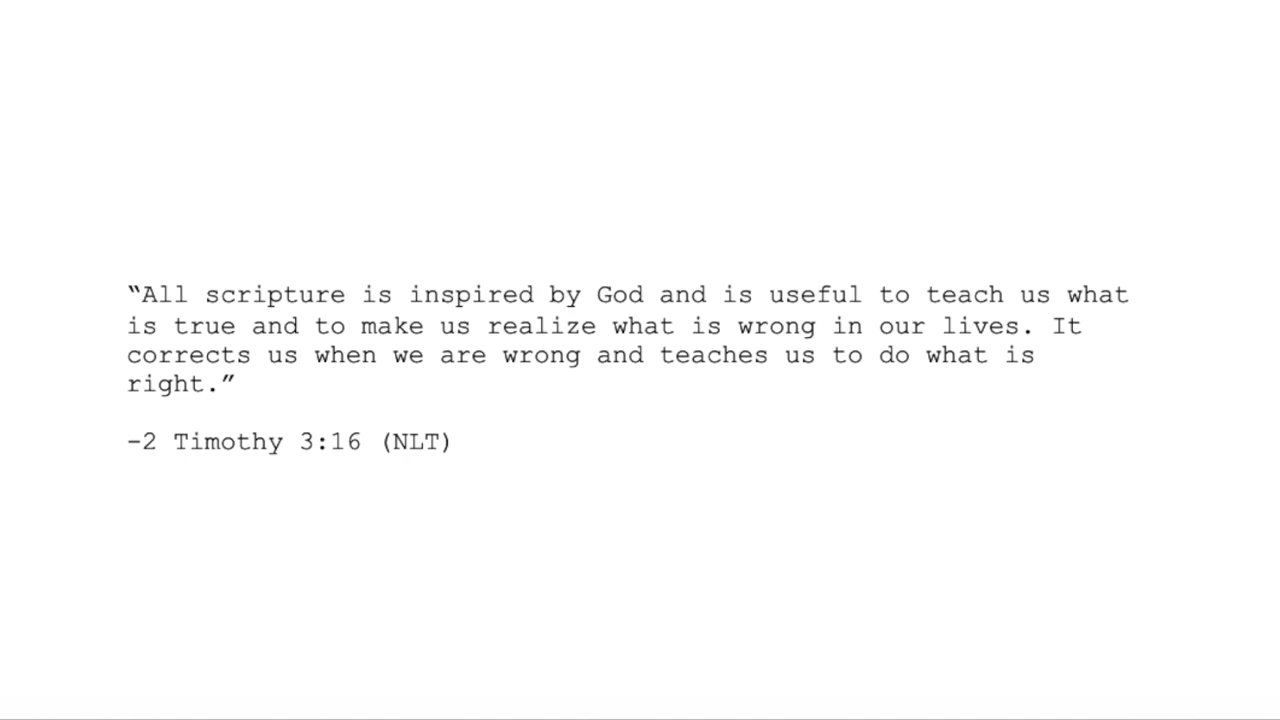 “All scripture is inspired by God and is useful to teach us what
is true and to make us realize what is wrong in our lives. It
corrects us when we are wrong and teaches us to do what is
right.”
-2 Timothy 3:16 (NLT)